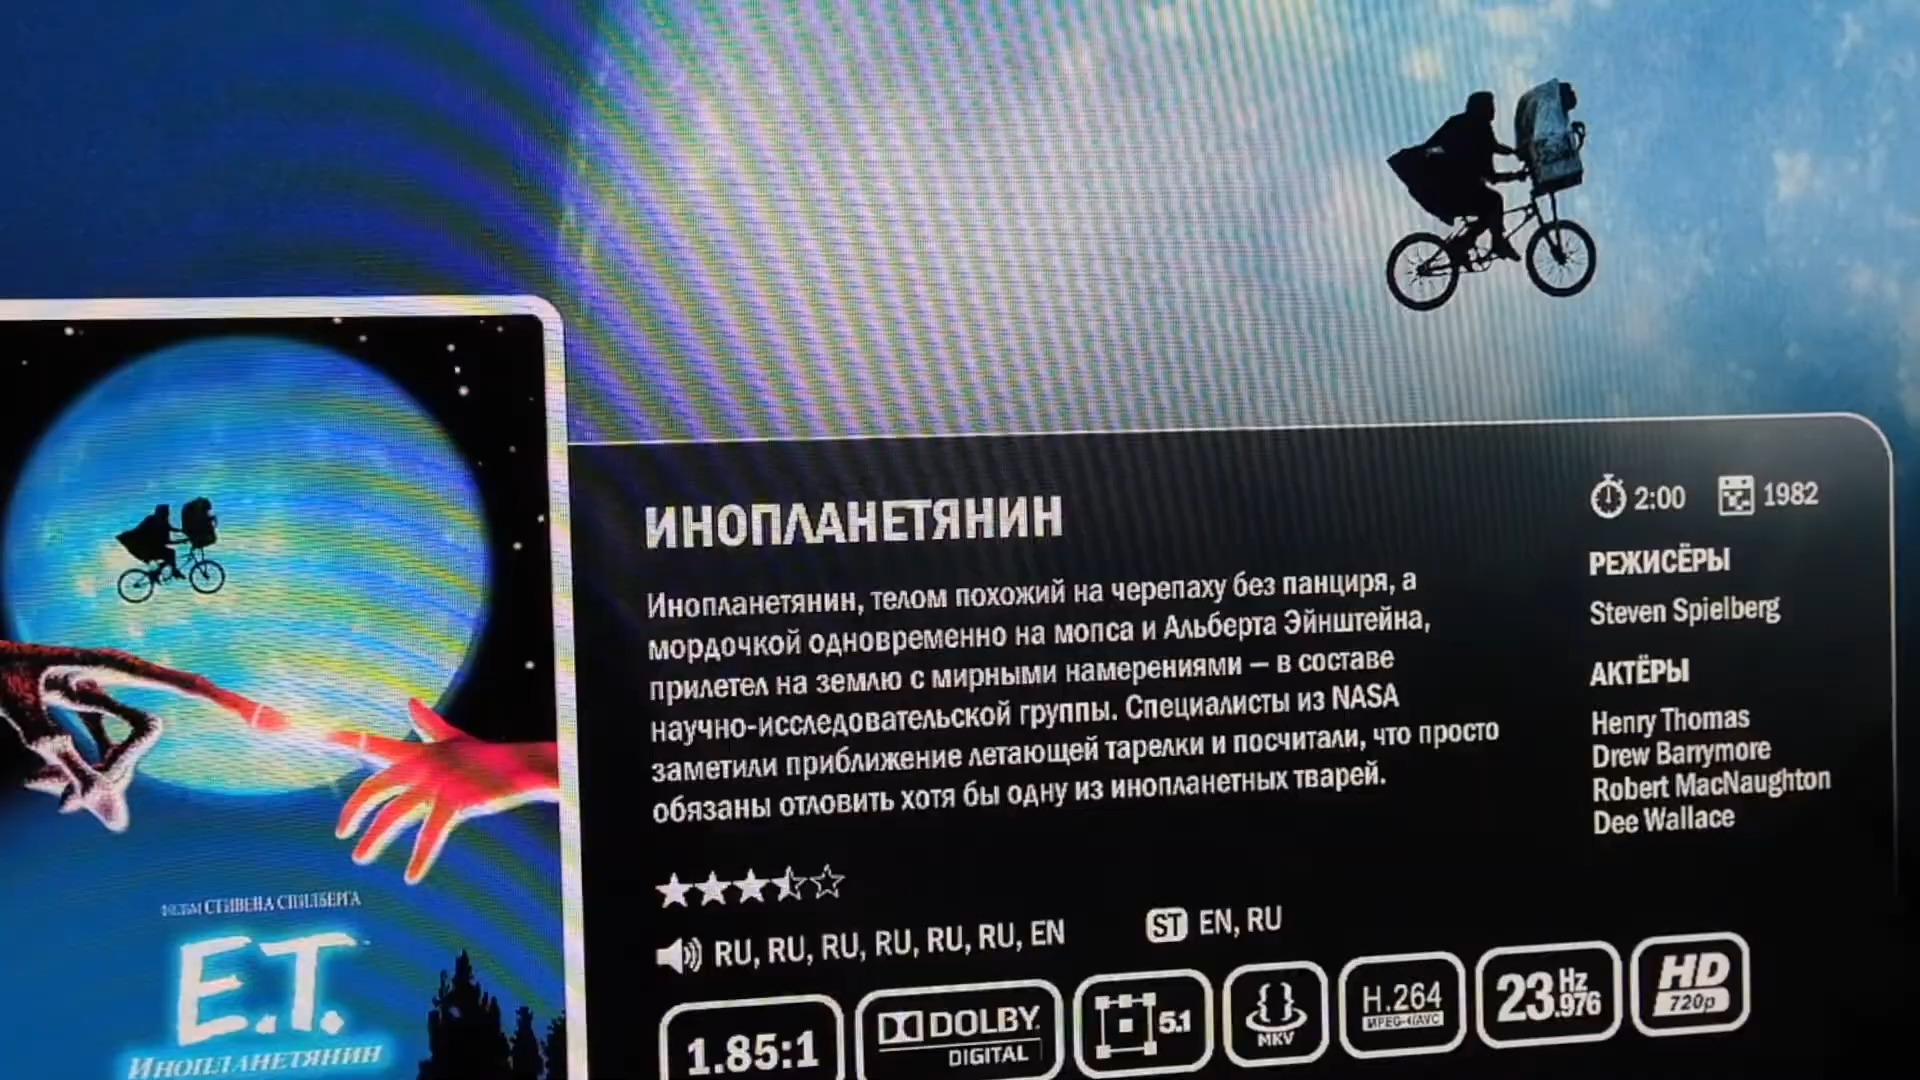 ИНОПЛАНЕТЯНИН
Инопланетянин, телом похожий на черепаху без панциря, а
мордочкой одновременно на мопса и Альберта Эйнштейна,
прилетел на землю с мирными намерениями – в составе
научно-исследовательской группы. Специалисты из NASA
заметили приближение летающей тарелки и посчитали, что просто
обязаны отловить хотя бы одну из инопланетных тварей.
2:00 1982
РЕЖИСЁРЫ
Steven Spielberg
АКТЁРЫ
Henry Thomas
Drew Barrymore
Robert MacNaughton
Dee Wallace
RU, RU, RU, RU, RU, RU, EN
ST EN, RU
1.85:1
DOLBY
DIGITAL
5.1
MKV
H.264
MPEG-4/AVC
23.976 Hz
HD
720p
ФИЛЬМ СТИВЕНА СПИЛБЕРГА
E.T.
ИНОПЛАНЕТЯНИН